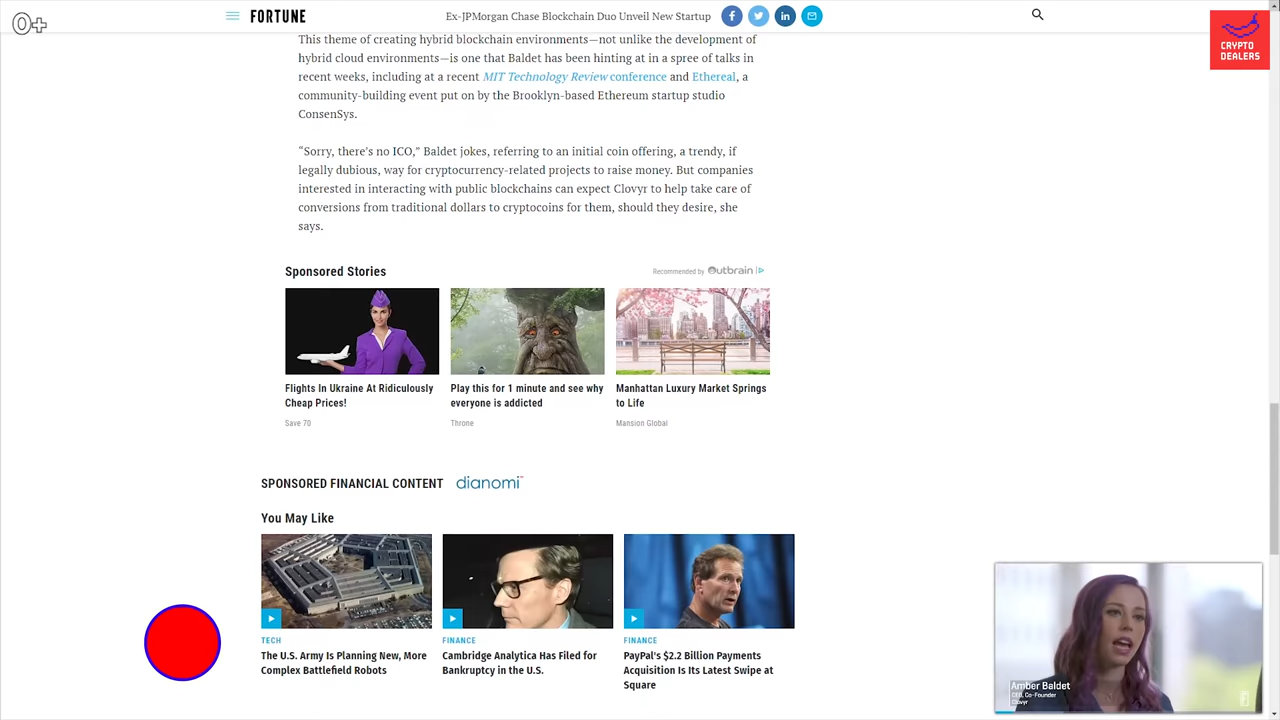 0+
FORTUNE
Ex-JPMorgan Chase Blockchain Duo Unveil New Startup
CRYPTO
DEALERS
This theme of creating hybrid blockchain environments—not unlike the development of
hybrid cloud environments—is one that Baldet has been hinting at in a spree of talks in
recent weeks, including at a recent MIT Technology Review conference and Ethereal, a
community-building event put on by the Brooklyn-based Ethereum startup studio
ConsenSys.
“Sorry, there’s no ICO,” Baldet jokes, referring to an initial coin offering, a trendy, if
legally dubious, way for cryptocurrency-related projects to raise money. But companies
interested in interacting with public blockchains can expect Clovyr to help take care of
conversions from traditional dollars to cryptocoins for them, should they desire, she
says.
Sponsored Stories
Recommended by Outbrain
Flights In Ukraine At Ridiculously
Cheap Prices!
Save 70
Play this for 1 minute and see why
everyone is addicted
Throne
Manhattan Luxury Market Springs
to Life
Mansion Global
SPONSORED FINANCIAL CONTENT dianomi
You May Like
TECH
The U.S. Army Is Planning New, More
Complex Battlefield Robots
FINANCE
Cambridge Analytica Has Filed for
Bankruptcy in the U.S.
FINANCE
PayPal's $2.2 Billion Payments
Acquisition Is Its Latest Swipe at
Square
Amber Baldet
CEO, Co-Founder
Clovyr